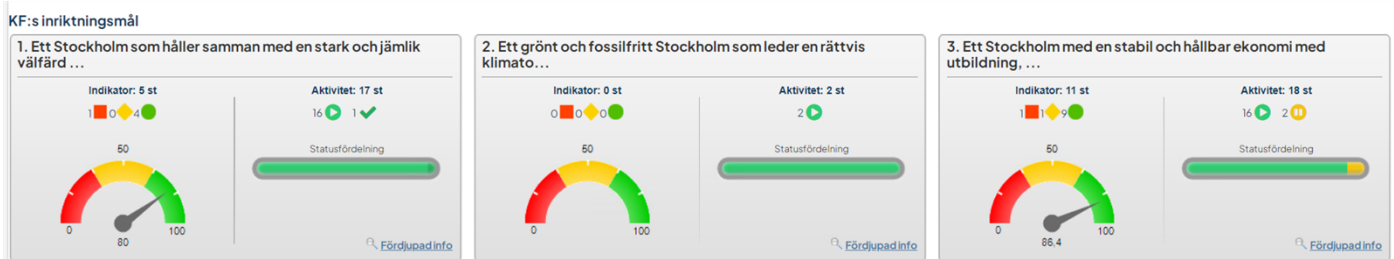 KF:s inriktningsmål
1. Ett Stockholm som håller samman med en stark och jämlik
välfärd ...
Indikator: 5 st
1 0 4
50
0
100
80
Aktivitet: 17 st
16 1
Statusfördelning
Fördjupad info
2. Ett grönt och fossilfritt Stockholm som leder en rättvis
klimato...
Indikator: 0 st
0 0 0
50
0
100
Aktivitet: 2 st
2
Statusfördelning
Fördjupad info
3. Ett Stockholm med en stabil och hållbar ekonomi med
utbildning, ...
Indikator: 11 st
1 1 9
50
0
100
86,4
Aktivitet: 18 st
16 2
Statusfördelning
Fördjupad info